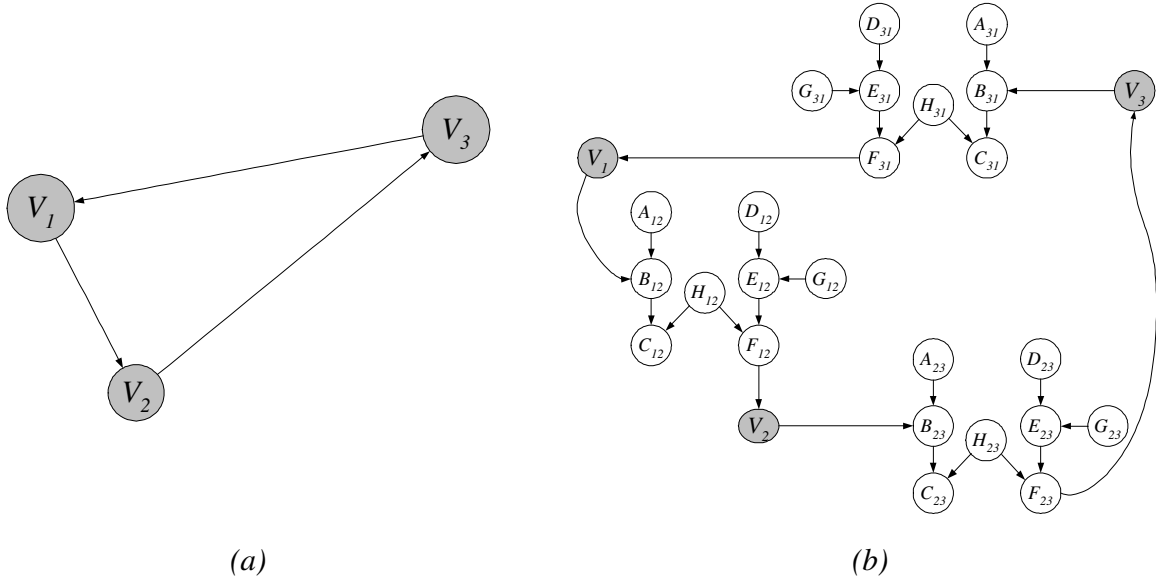 V₁
V₂
V₃
(a)
D₃₁
A₃₁
G₃₁
E₃₁
H₃₁
B₃₁
V₃
V₁
F₃₁
C₃₁
A₁₂
D₁₂
B₁₂
H₁₂
E₁₂
G₁₂
C₁₂
F₁₂
A₂₃
D₂₃
V₂
B₂₃
H₂₃
E₂₃
G₂₃
C₂₃
F₂₃
(b)